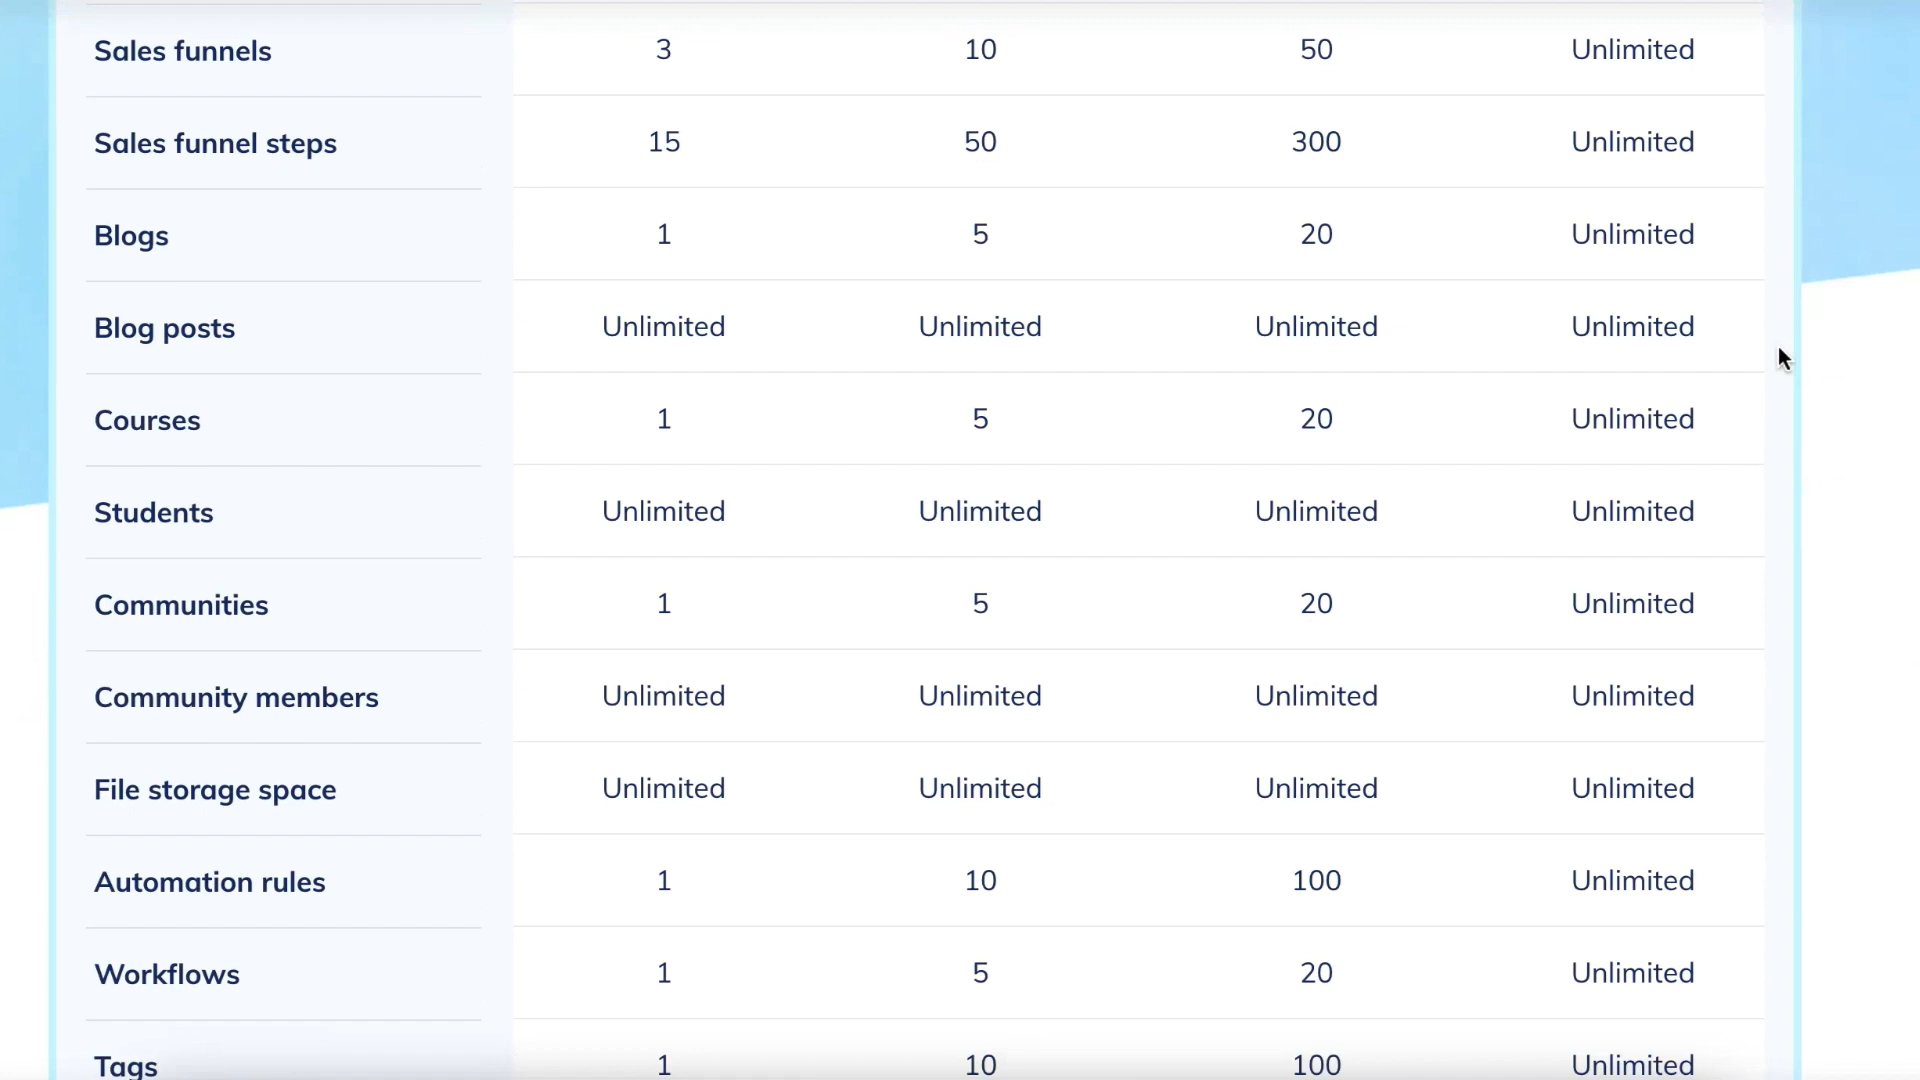 Sales funnels 3 10 50 Unlimited
Sales funnel steps 15 50 300 Unlimited
Blogs 1 5 20 Unlimited
Blog posts Unlimited Unlimited Unlimited Unlimited
Courses 1 5 20 Unlimited
Students Unlimited Unlimited Unlimited Unlimited
Communities 1 5 20 Unlimited
Community members Unlimited Unlimited Unlimited Unlimited
File storage space Unlimited Unlimited Unlimited Unlimited
Automation rules 1 10 100 Unlimited
Workflows 1 5 20 Unlimited
Tags 1 10 100 Unlimited